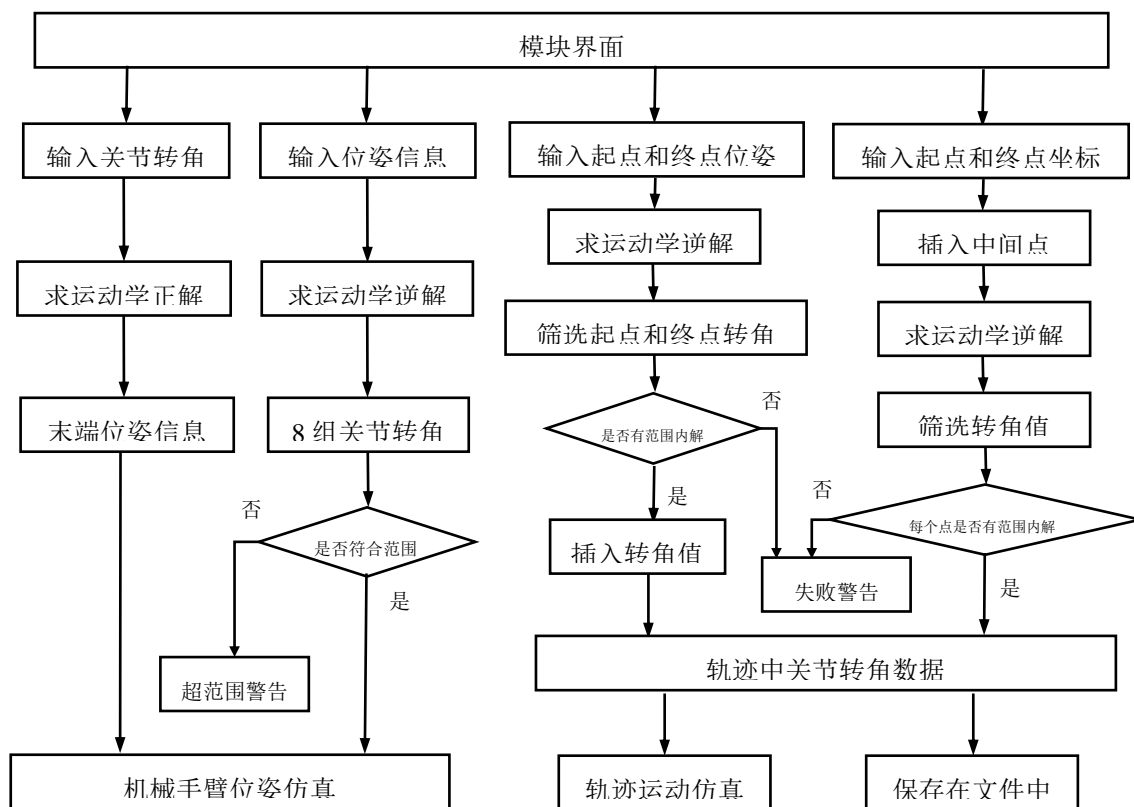 模块界面
输入关节转角
输入位姿信息
输入起点和终点位姿
输入起点和终点坐标
求运动学逆解
插入中间点
求运动学正解
求运动学逆解
筛选起点和终点转角
求运动学逆解
末端位姿信息
8 组关节转角
是否有范围内解
否
筛选转角值
否
是否符合范围
是
插入转角值
否
每个点是否有范围内解
失败警告
是
是
超范围警告
轨迹中关节转角数据
机械手臂位姿仿真
轨迹运动仿真
保存在文件中